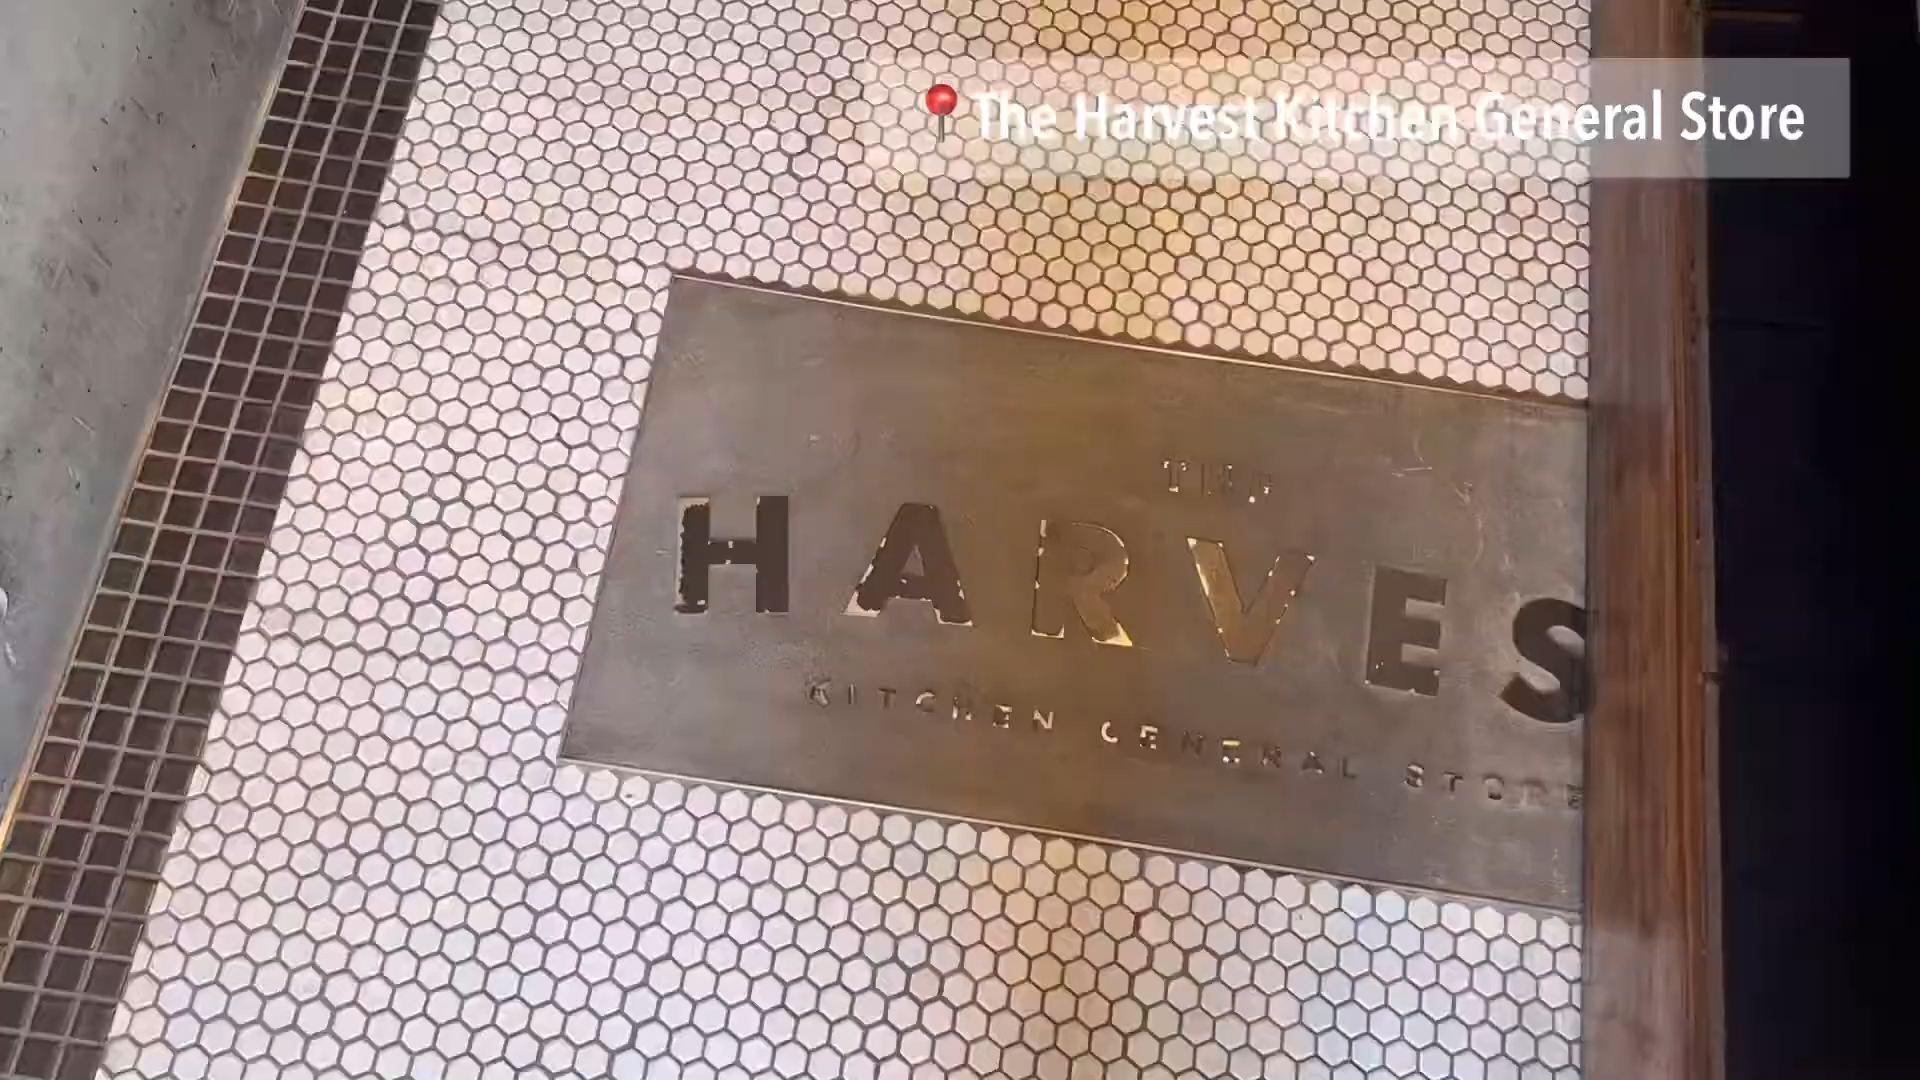 The Harvest Kitchen General Store
THE
HARVES
KITCHEN GENERAL STORE